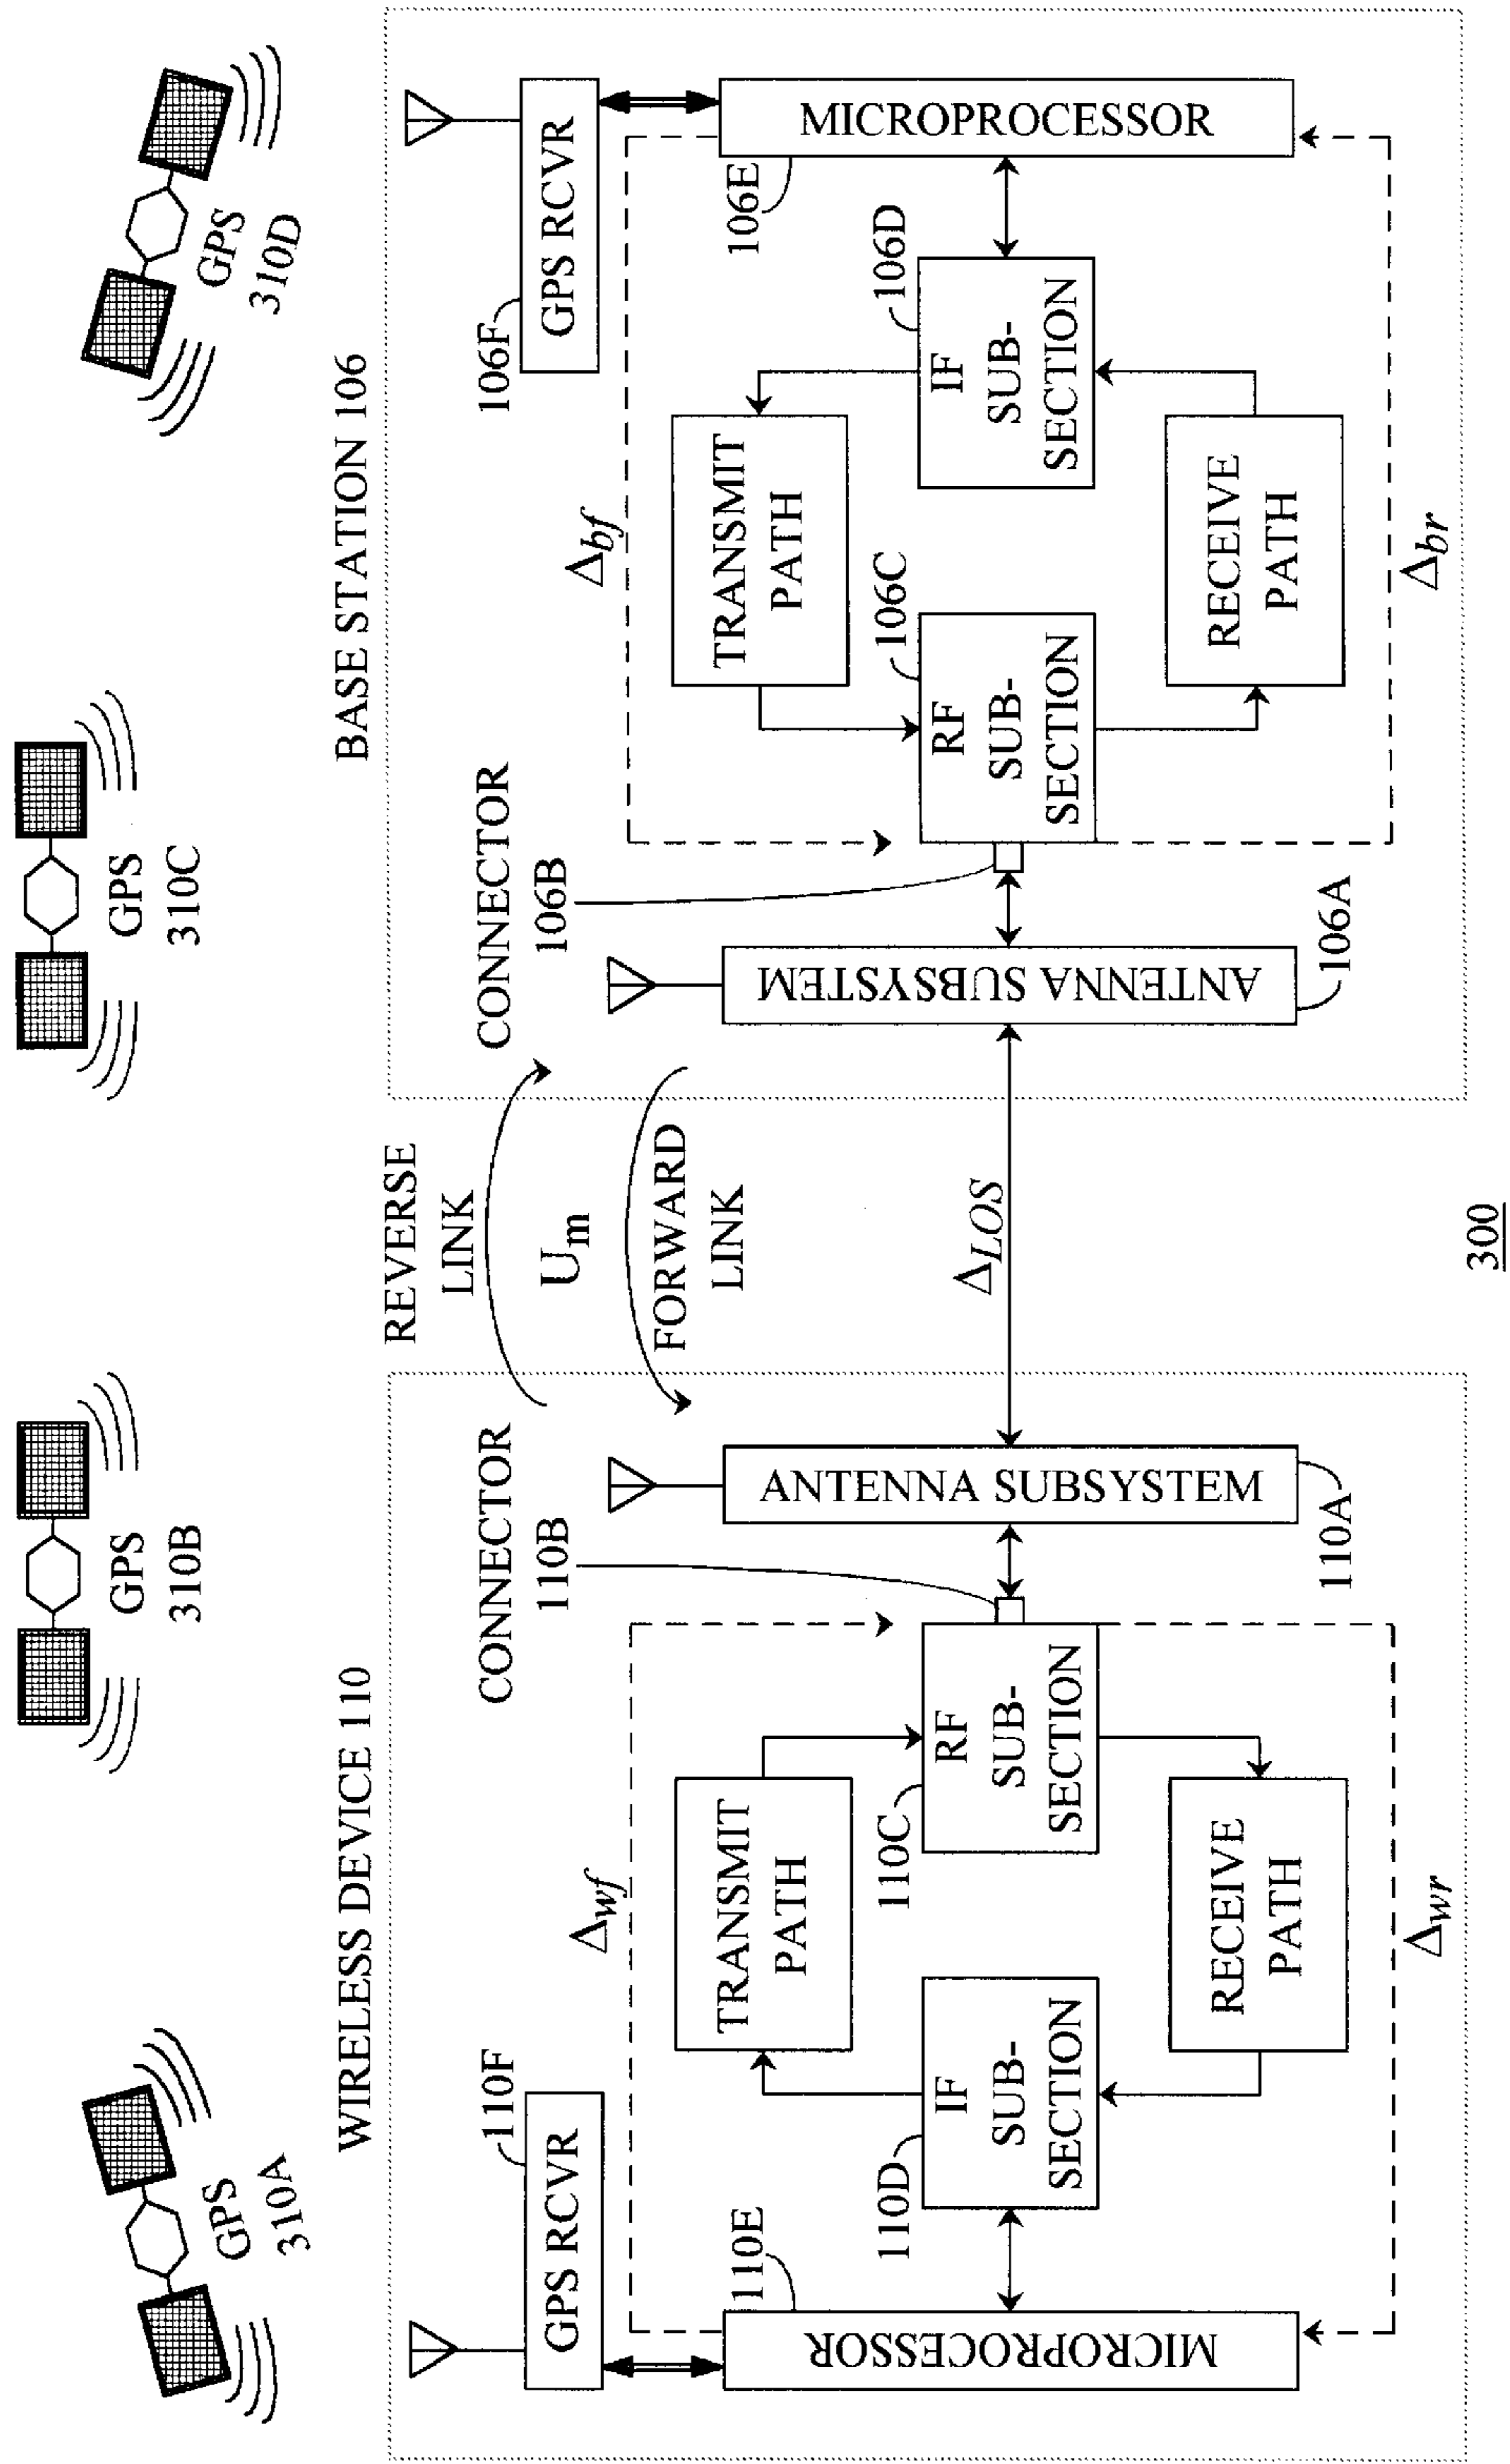 GPS
310A
GPS
310B
GPS
310C
GPS
310D
WIRELESS DEVICE 110
BASE STATION 106
GPS RCVR
110F
CONNECTOR
110B
REVERSE
LINK
U_m
FORWARD
LINK
CONNECTOR
106B
106F
GPS RCVR
110E
MICROPROCESSOR
Δwf
TRANSMIT
PATH
110D
IF
SUB-
SECTION
110C
RF
SUB-
SECTION
RECEIVE
PATH
Δwr
ANTENNA SUBSYSTEM
110A
ΔLOS
ANTENNA SUBSYSTEM
106A
Δbf
TRANSMIT
PATH
106C
RF
SUB-
SECTION
106D
IF
SUB-
SECTION
RECEIVE
PATH
Δbr
106E
MICROPROCESSOR
300